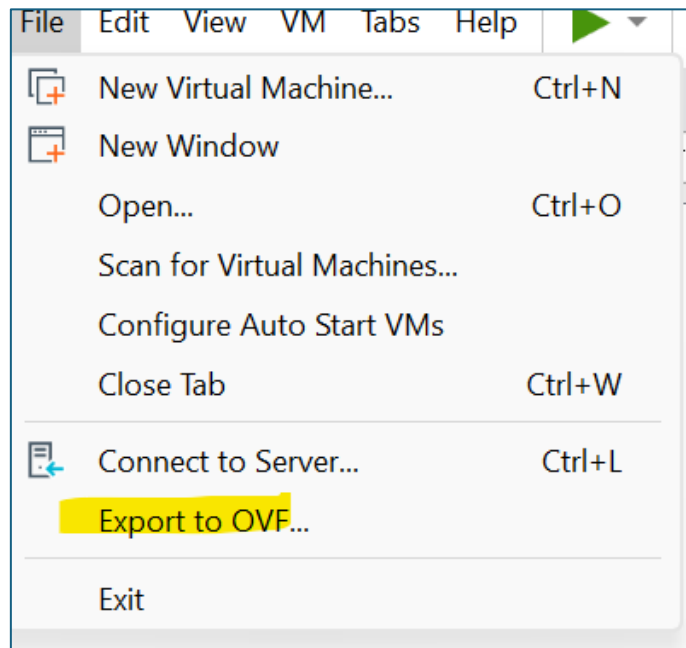 File Edit View VM Tabs Help
New Virtual Machine... Ctrl+N
New Window
Open... Ctrl+O
Scan for Virtual Machines...
Configure Auto Start VMs
Close Tab Ctrl+W
Connect to Server... Ctrl+L
Export to OVF...
Exit